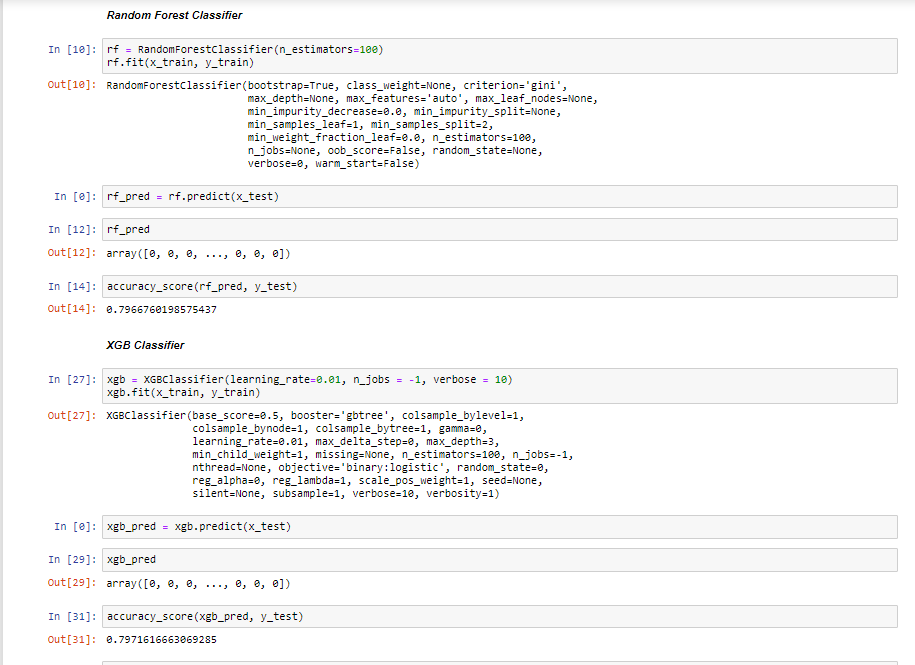 Random Forest Classifier
In [10]: rf = RandomForestClassifier(n_estimators=100)
rf.fit(x_train, y_train)
Out[10]: RandomForestClassifier(bootstrap=True, class_weight=None, criterion='gini',
max_depth=None, max_features='auto', max_leaf_nodes=None,
min_impurity_decrease=0.0, min_impurity_split=None,
min_samples_leaf=1, min_samples_split=2,
min_weight_fraction_leaf=0.0, n_estimators=100,
n_jobs=None, oob_score=False, random_state=None,
verbose=0, warm_start=False)
In [0]: rf_pred = rf.predict(x_test)
In [12]: rf_pred
Out[12]: array([0, 0, 0, ..., 0, 0, 0])
In [14]: accuracy_score(rf_pred, y_test)
Out[14]: 0.7966760198575437
XGB Classifier
In [27]: xgb = XGBClassifier(learning_rate=0.01, n_jobs = -1, verbose = 10)
xgb.fit(x_train, y_train)
Out[27]: XGBClassifier(base_score=0.5, booster='gbtree', colsample_bylevel=1,
colsample_bynode=1, colsample_bytree=1, gamma=0,
learning_rate=0.01, max_delta_step=0, max_depth=3,
min_child_weight=1, missing=None, n_estimators=100, n_jobs=-1,
nthread=None, objective='binary:logistic', random_state=0,
reg_alpha=0, reg_lambda=1, scale_pos_weight=1, seed=None,
silent=None, subsample=1, verbose=10, verbosity=1)
In [0]: xgb_pred = xgb.predict(x_test)
In [29]: xgb_pred
Out[29]: array([0, 0, 0, ..., 0, 0, 0])
In [31]: accuracy_score(xgb_pred, y_test)
Out[31]: 0.7971616663069285